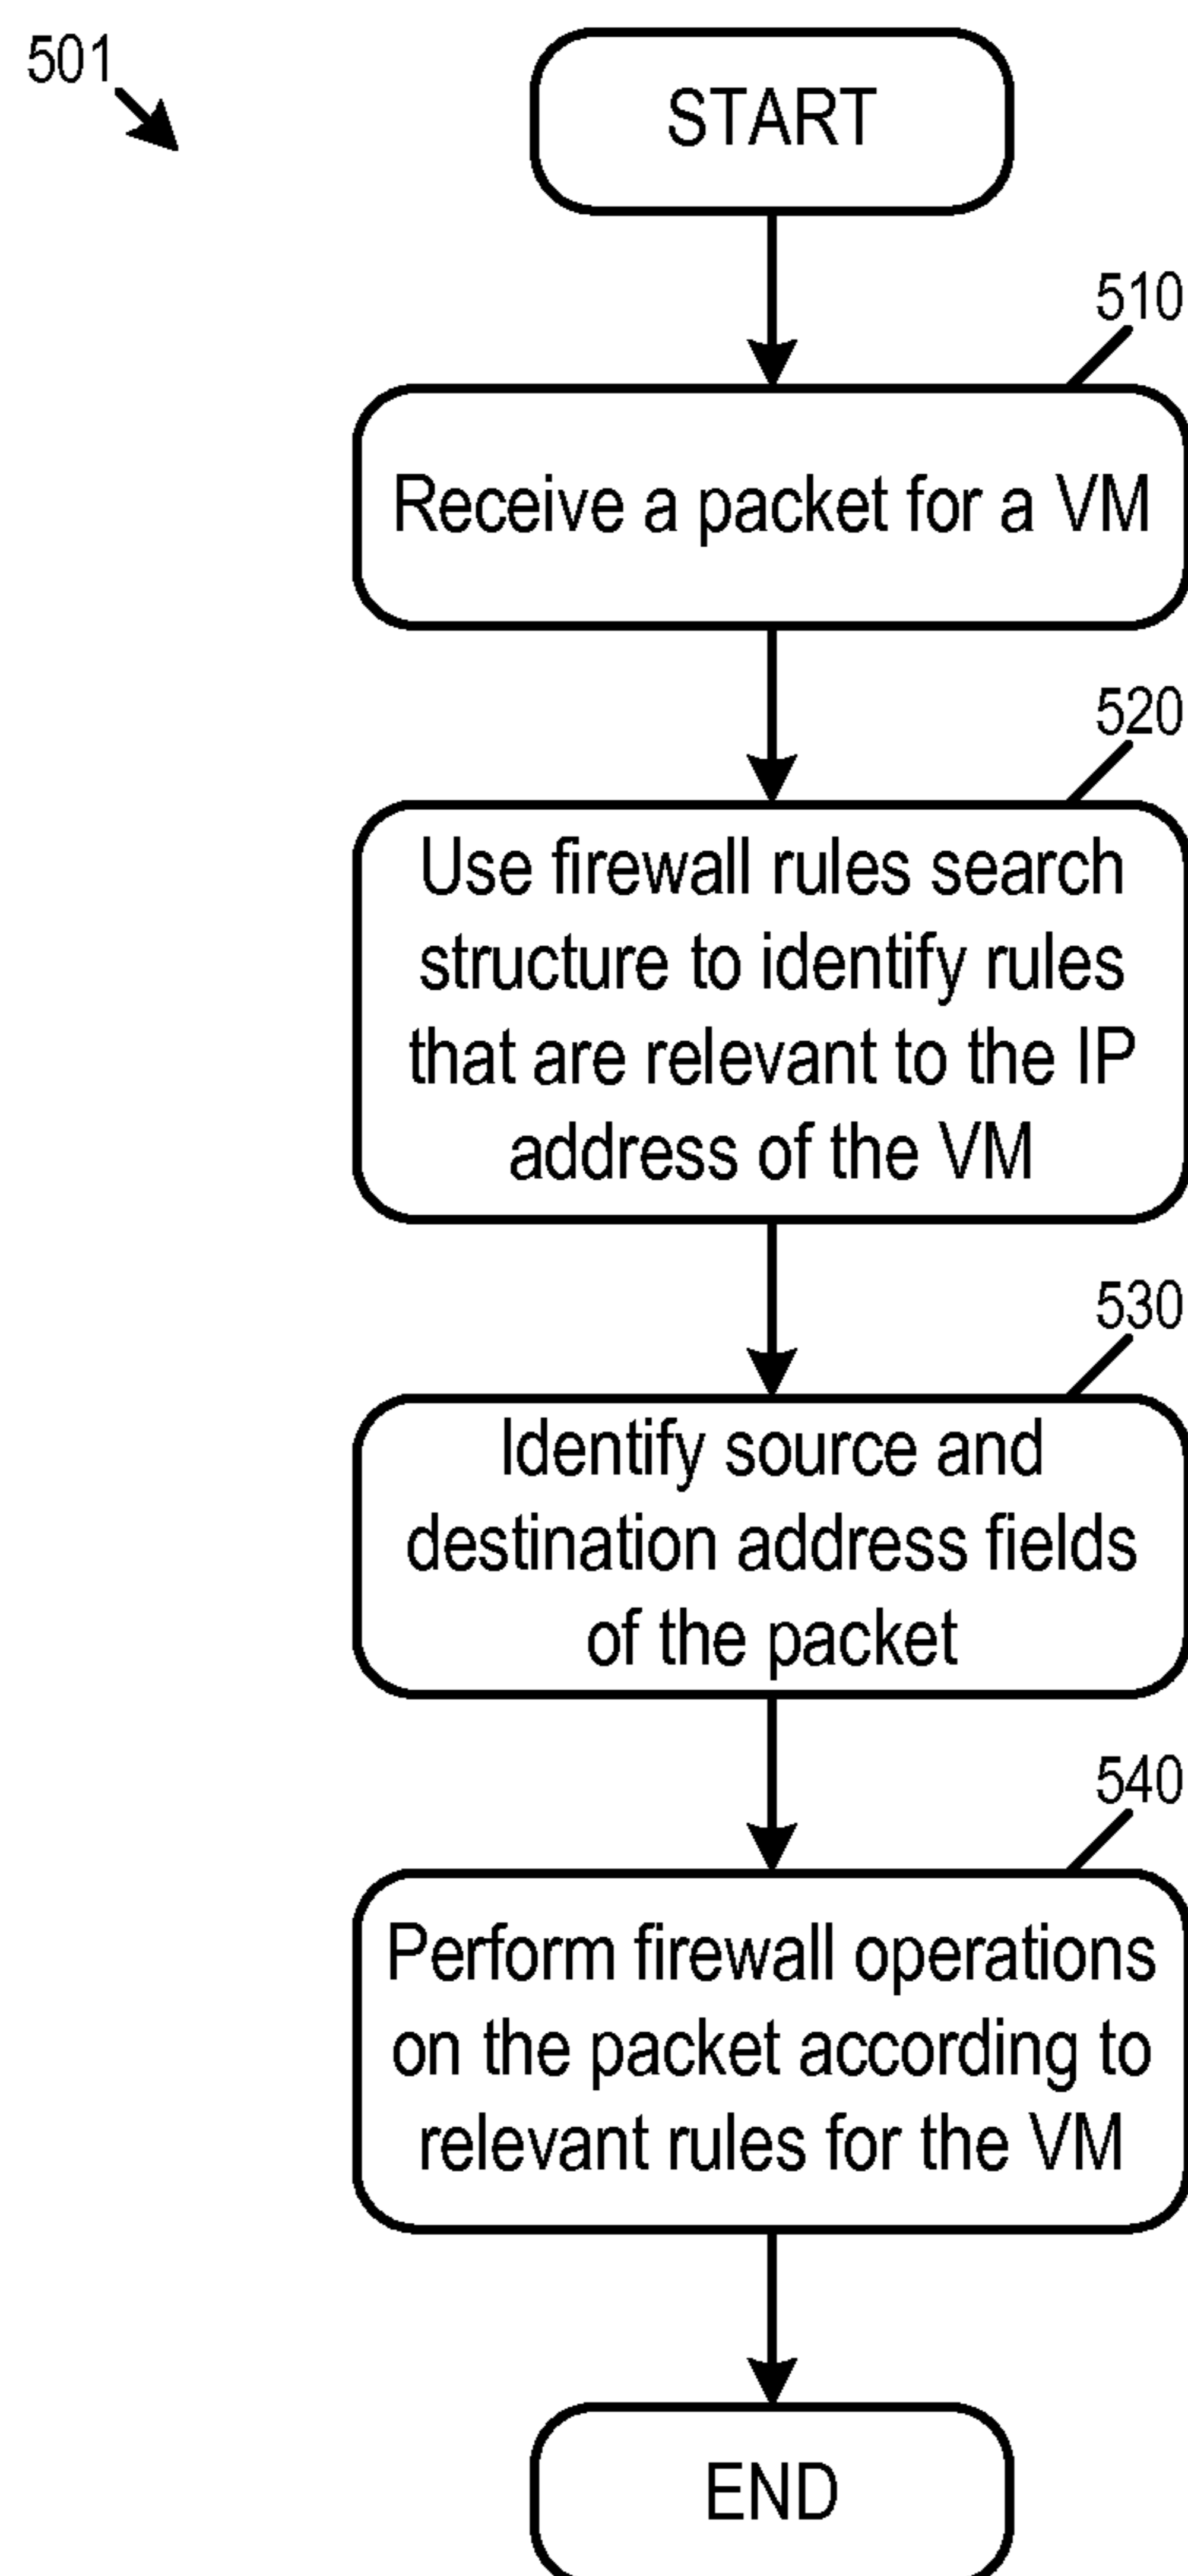 501
START
510
Receive a packet for a VM
520
Use firewall rules search
structure to identify rules
that are relevant to the IP
address of the VM
530
Identify source and
destination address fields
of the packet
540
Perform firewall operations
on the packet according to
relevant rules for the VM
END